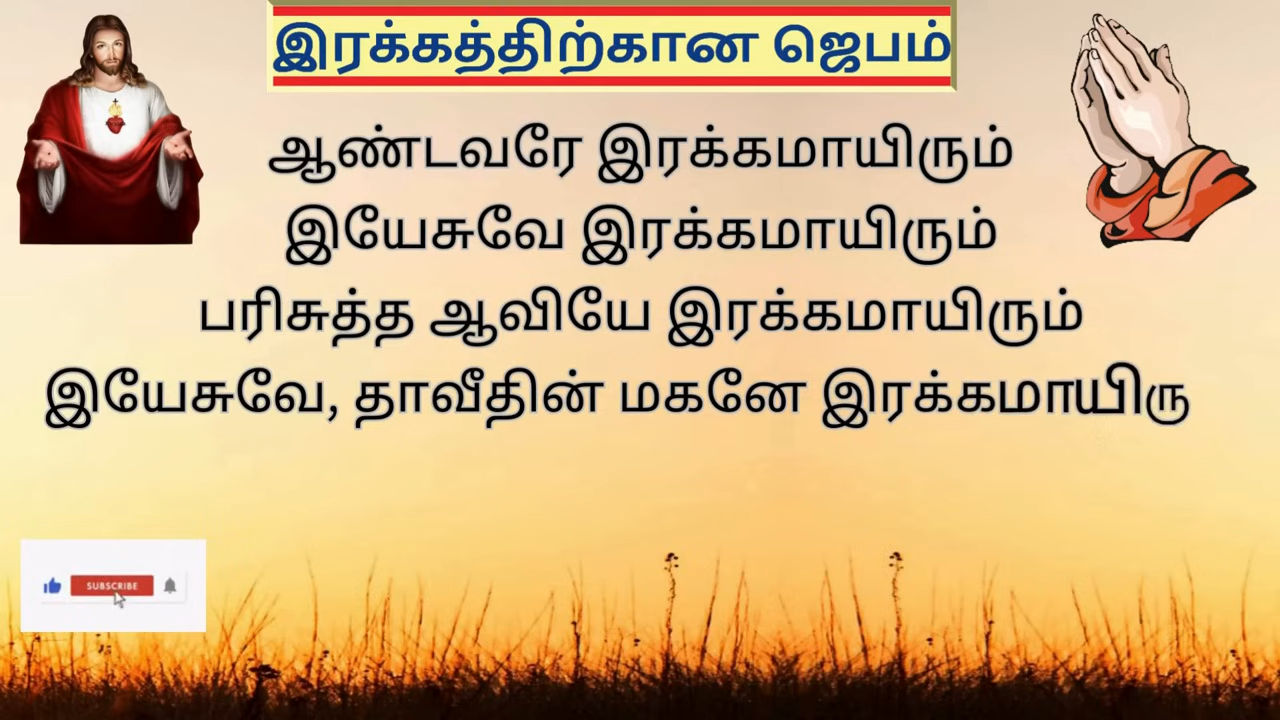 இரக்கத்திற்கான ஜெபம்
ஆண்டவரே இரக்கமாயிரும்
இயேசுவே இரக்கமாயிரும்
பரிசுத்த ஆவியே இரக்கமாயிரும்
இயேசுவே, தாவீதின் மகனே இரக்கமாயிரு
SUBSCRIBE